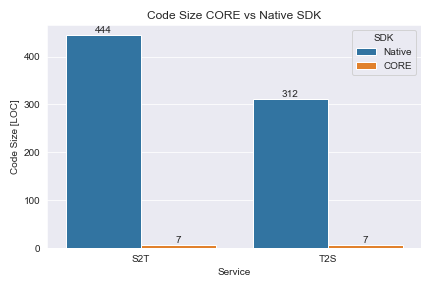 Code Size CORE vs Native SDK
SDK
Native
CORE
Code Size [LOC]
400
300
200
100
0
444
7
312
7
S2T
T2S
Service